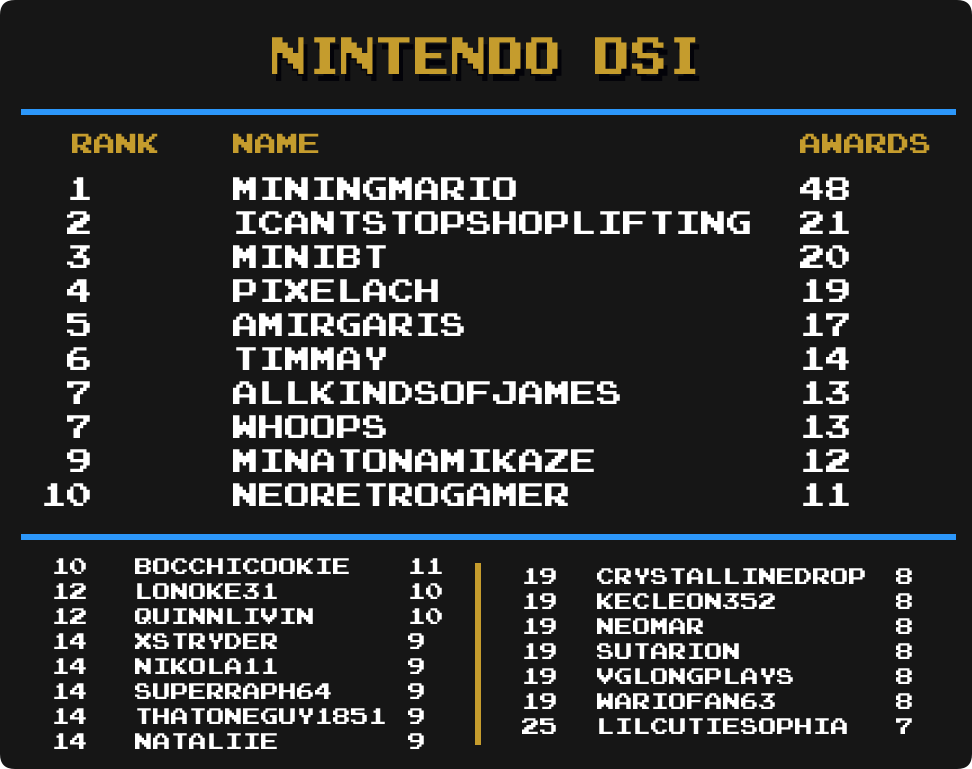 NINTENDO DSI
RANK NAME AWARDS
1 MININGMARIO 48
2 ICANTSTOPSHOPLIFTING 21
3 MINIBT 20
4 PIXELACH 19
5 AMIRGARIS 17
6 TIMMAY 14
7 ALLKINDSOFJAMES 13
7 WHOOPS 13
9 MINATONAMIKAZE 12
10 NEORETROGAMER 11
10 BOCCHICOOKIE 11
12 LONOKE31 10
12 QUINNLIVIN 10
14 XSTRYDER 9
14 NIKOLA11 9
14 SUPERRAPH64 9
14 THATONEGUY1851 9
14 NATALIIE 9
19 CRYSTALLINEDROP 8
19 KECLEON352 8
19 NEOMAR 8
19 SUTARION 8
19 VGLONGPLAYS 8
19 WARIOFAN63 8
25 LILCUTIESOPHIA 7